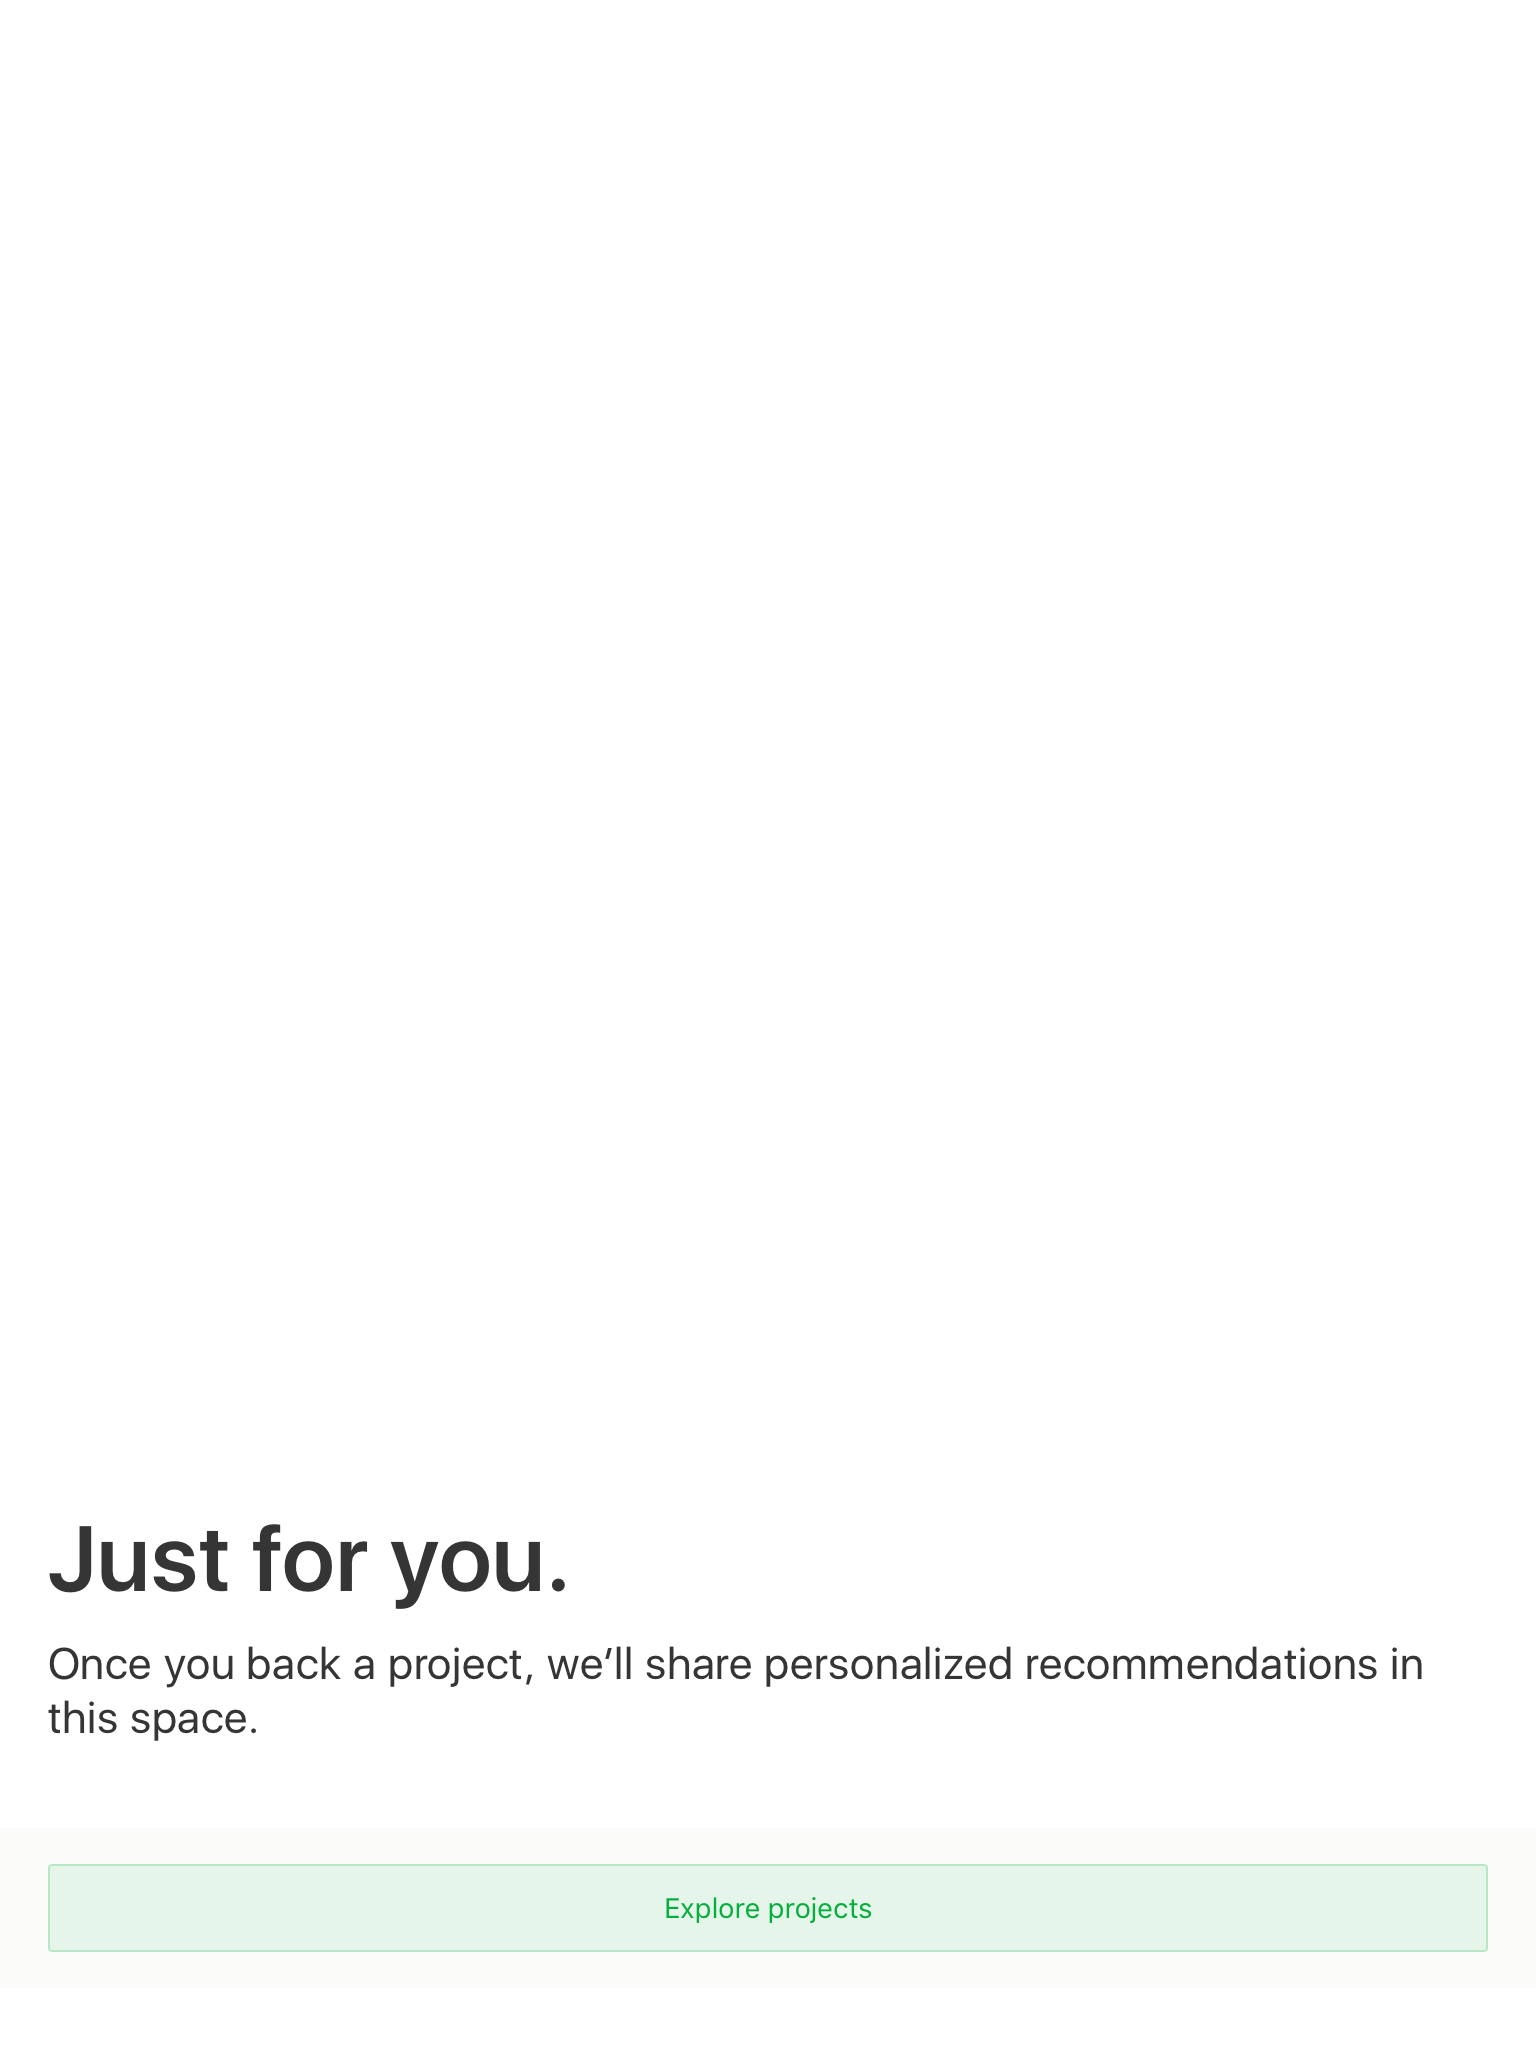 Just for you.
Once you back a project, we’ll share personalized recommendations in
this space.
Explore projects